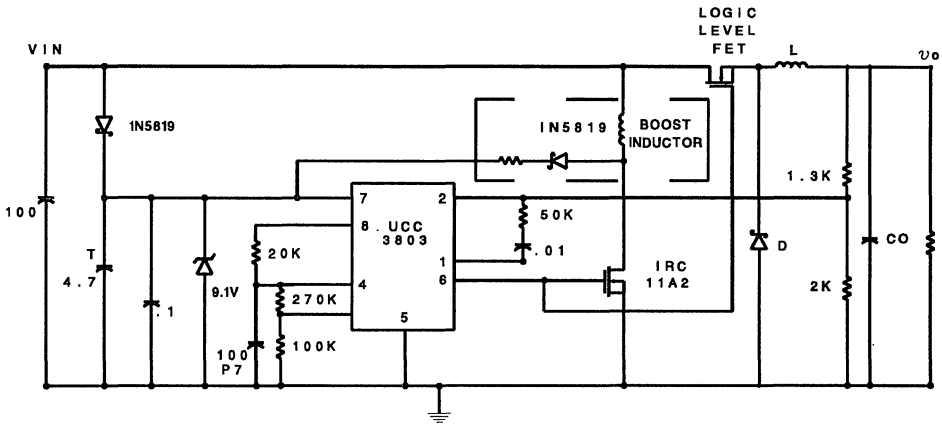 LOGIC
LEVEL
FET
VIN
L
υo
1N5819
IN5819
BOOST
INDUCTOR
1.3K
100
7
2
8.
UCC
3803
50K
.01
20K
1
T
4.7
4
6
IRC
11A2
D
CO
9.1V
270K
2K
.1
5
100K
100
P7